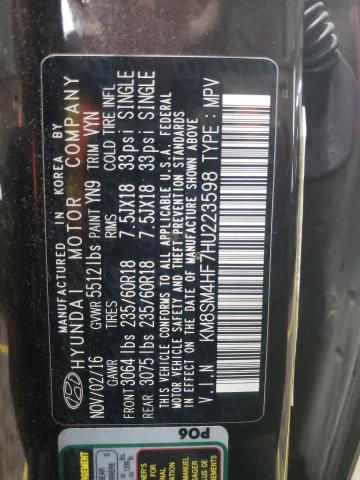 MANUFACTURED IN KOREA BY
HYUNDAI MOTOR COMPANY
NOV/02/16 GVWR 5512 lbs PAINT YN9 TRIM VYN
GAWR TIRES RIMS COLD TIRE INFL
FRONT 3064 lbs 235/60R18 7.5JX18 33psi SINGLE
REAR 3075 lbs 235/60R18 7.5JX18 33psi SINGLE
THIS VEHICLE CONFORMS TO ALL APPLICABLE U.S.A. FEDERAL
MOTOR VEHICLE SAFETY AND THEFT PREVENTION STANDARDS
IN EFFECT ON THE DATE OF MANUFACTURE SHOWN ABOVE.
V.I.N : KM8SM4HF7HU223598 TYPE : MPV
P06